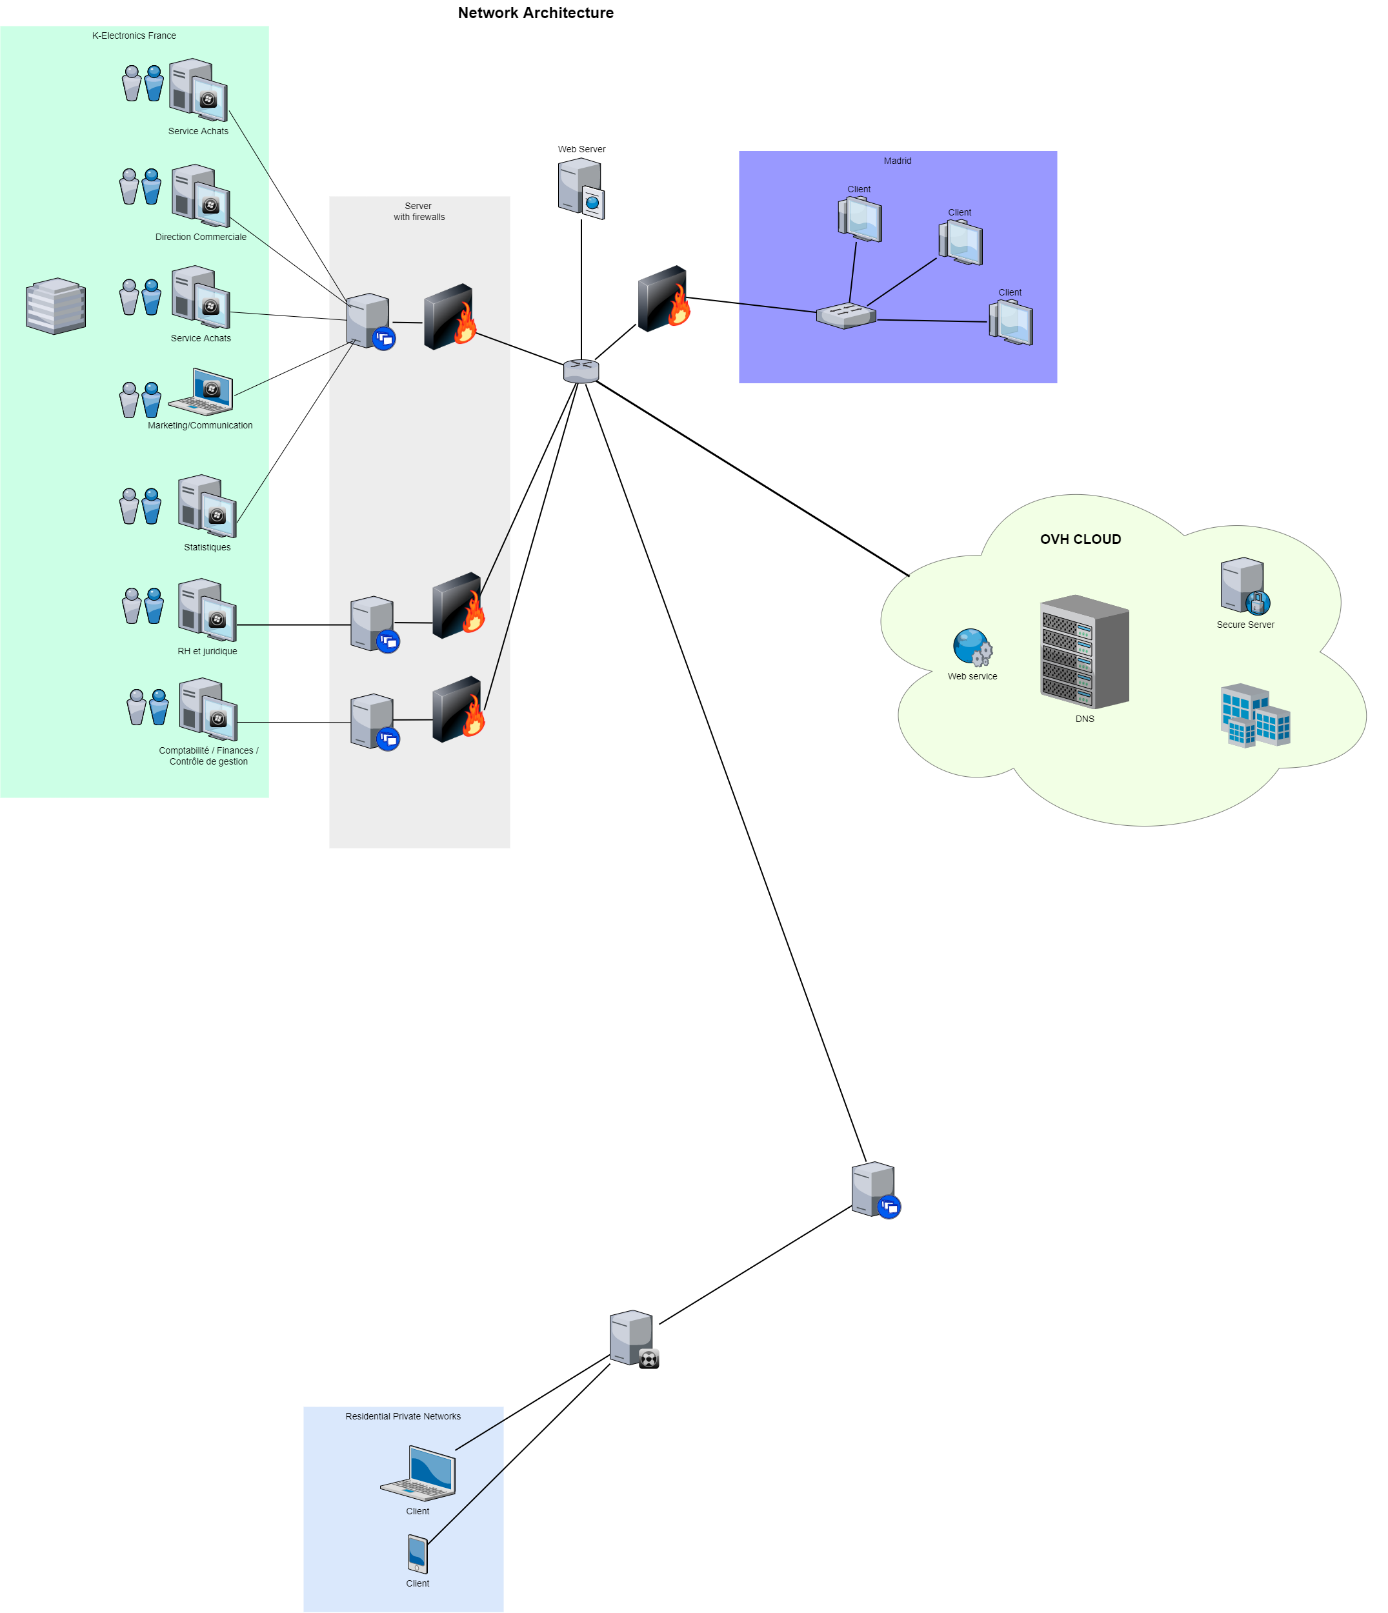 Network Architecture
K-Electronics France
Service Achats
Direction Commerciale
Service Achats
Marketing/Communication
Statistiques
RH et juridique
Comptabilité / Finances /
Contrôle de gestion
Server
with firewalls
Web Server
Madrid
Client
Client
Client
OVH CLOUD
Web service
DNS
Secure Server
Residential Private Networks
Client
Client